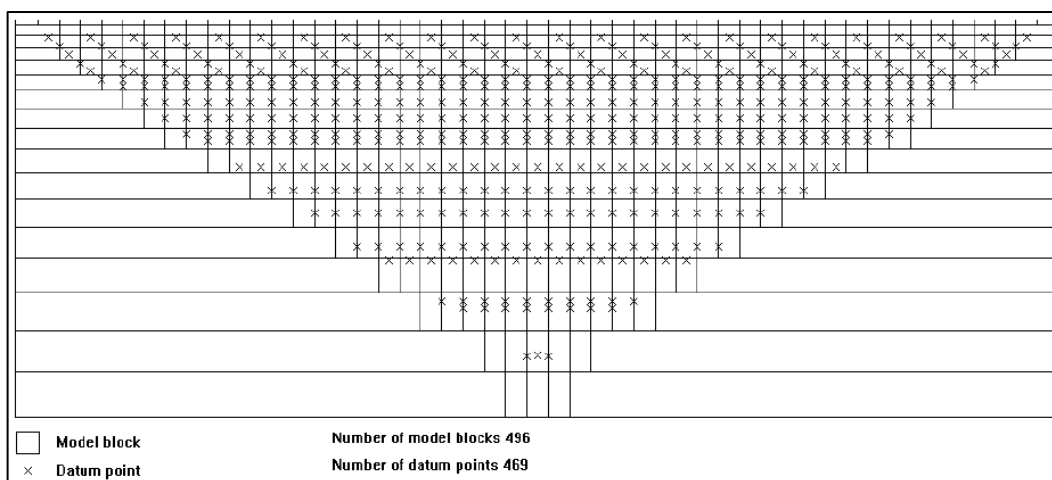 Model block
Number of model blocks 496
Datum point
Number of datum points 469